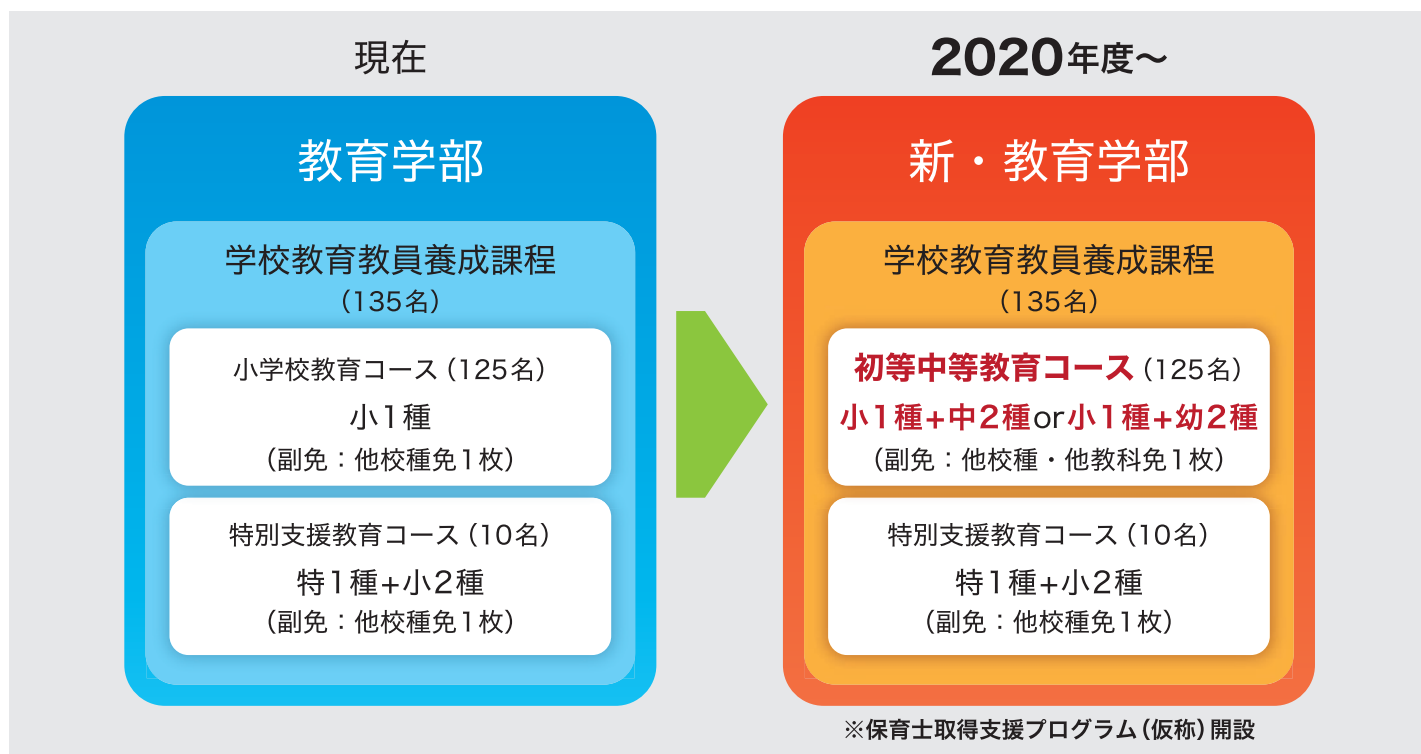 現在
教育学部
学校教育教員養成課程
（135名）
小学校教育コース（125名）
小1種
（副免：他校種免1枚）
特別支援教育コース（10名）
特1種+小2種
（副免：他校種免1枚）
2020年度〜
新・教育学部
学校教育教員養成課程
（135名）
初等中等教育コース（125名）
小1種+中2種or小1種+幼2種
（副免：他校種・他教科免1枚）
特別支援教育コース（10名）
特1種+小2種
（副免：他校種免1枚）
※保育士取得支援プログラム（仮称）開設